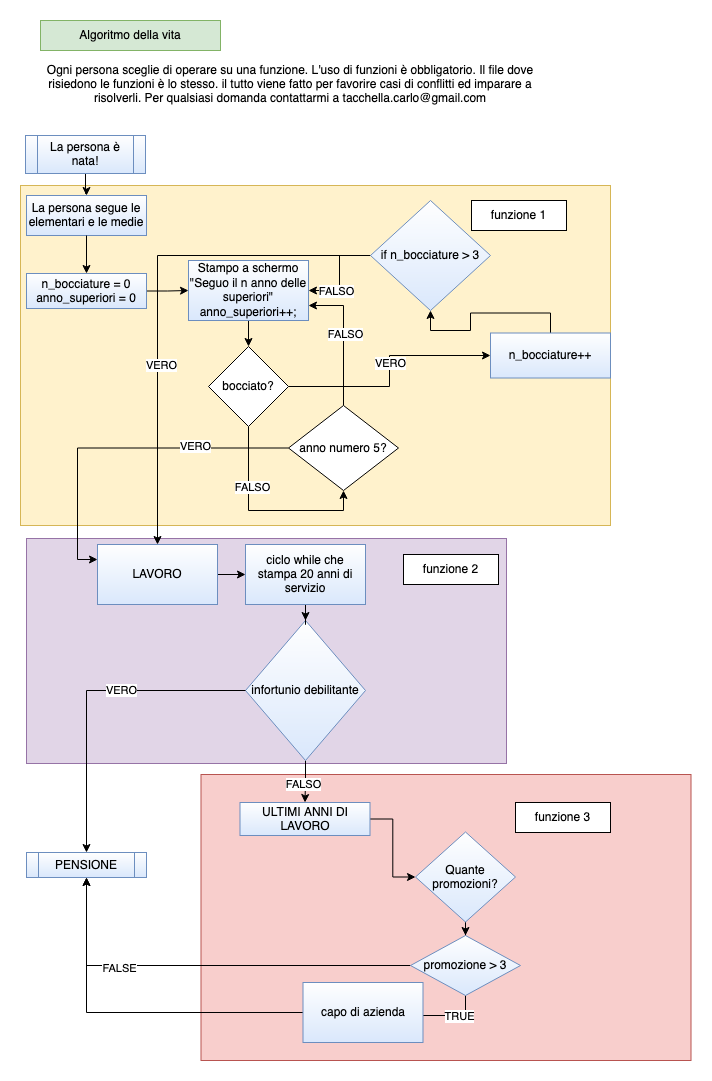 Algoritmo della vita
Ogni persona sceglie di operare su una funzione. L'uso di funzioni è obbligatorio. Il file dove
risiedono le funzioni è lo stesso. il tutto viene fatto per favorire casi di conflitti ed imparare a
risolverli. Per qualsiasi domanda contattarmi a tacchella.carlo@gmail.com
La persona è
nata!
La persona segue le
elementari e le medie
funzione 1
if n_bocciature > 3
n_bocciature = 0
anno_superiori = 0
Stampo a schermo
"Seguo il n anno delle
superiori"
anno_superiori++;
FALSO
FALSO
VERO
VERO
n_bocciature++
bocciato?
anno numero 5?
VERO
FALSO
LAVORO
ciclo while che
stampa 20 anni di
servizio
funzione 2
infortunio debilitante
VERO
FALSO
ULTIMI ANNI DI
LAVORO
funzione 3
PENSIONE
Quante
promozioni?
promozione > 3
FALSE
capo di azienda
TRUE